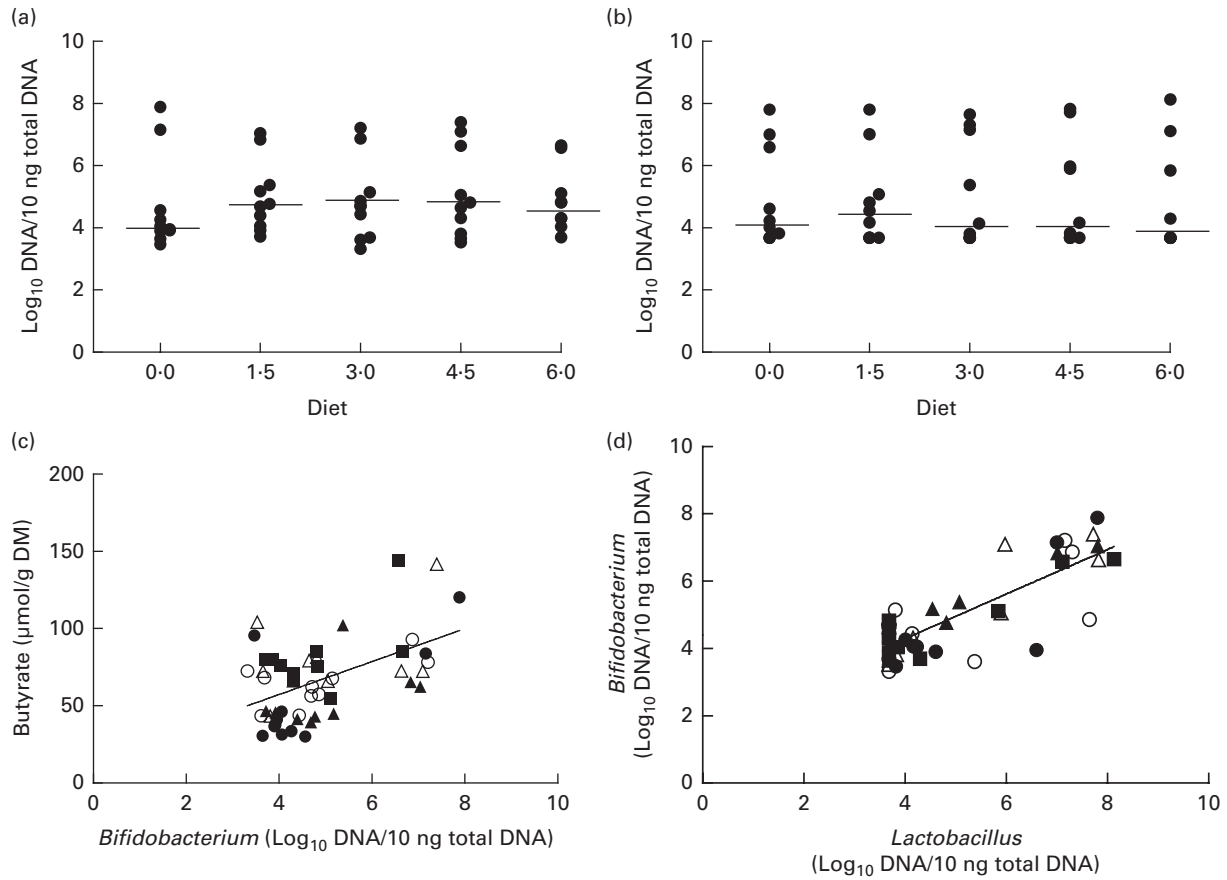 (a)
10
8
6
4
2
0
Log₁₀ DNA/10 ng total DNA
0·0 1·5 3·0 4·5 6·0
Diet
(b)
10
8
6
4
2
0
Log₁₀ DNA/10 ng total DNA
0·0 1·5 3·0 4·5 6·0
Diet
(c)
200
150
100
50
0
Butyrate (μmol/g DM)
0 2 4 6 8 10
Bifidobacterium (Log₁₀ DNA/10 ng total DNA)
(d)
10
8
6
4
2
0
Bifidobacterium
(Log₁₀ DNA/10 ng total DNA)
0 2 4 6 8 10
Lactobacillus
(Log₁₀ DNA/10 ng total DNA)